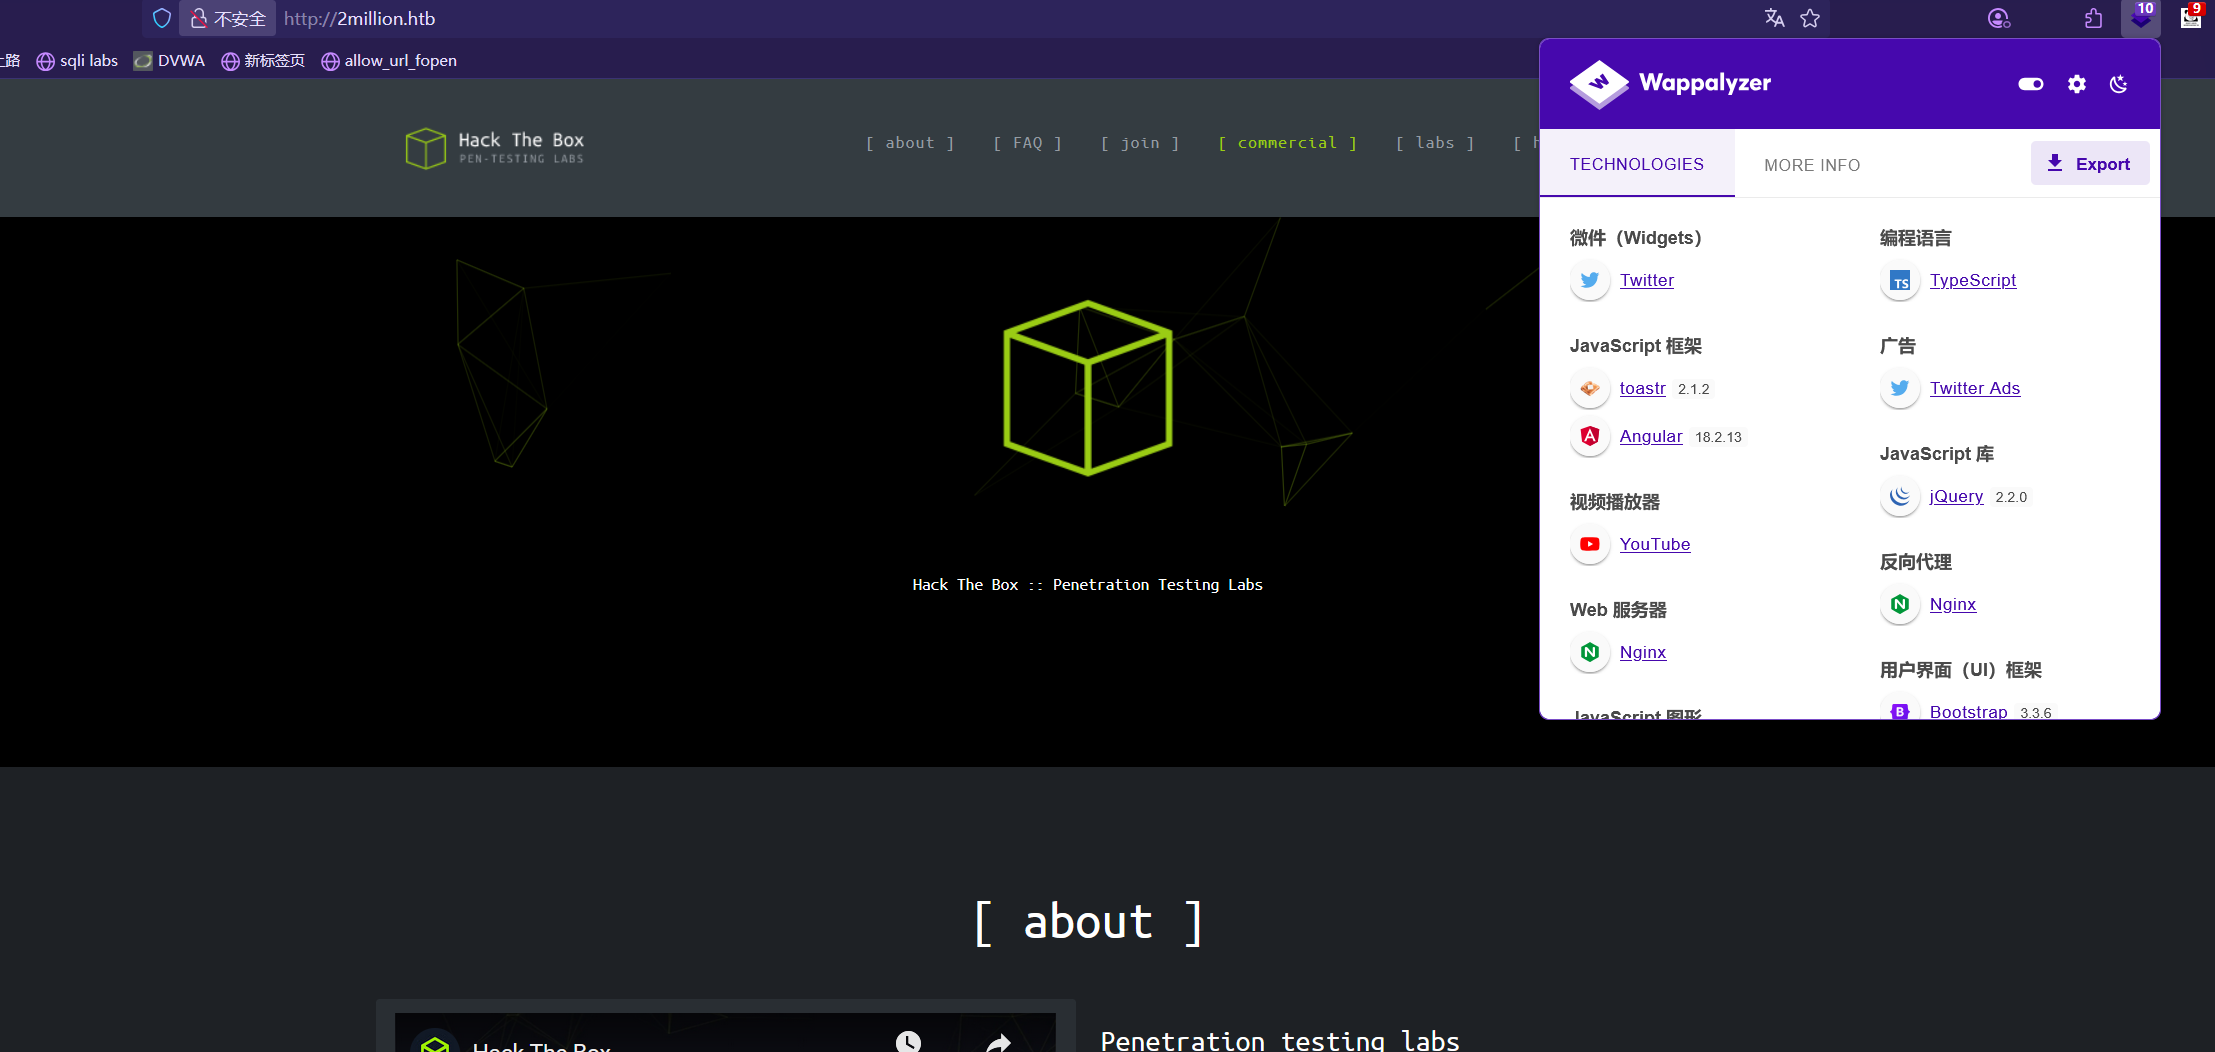 不安全 http://2million.htb
10
9
上路 sqli labs DVWA 新标签页 allow_url_fopen
Wappalyzer
Hack The Box
PEN-TESTING LABS
[ about ] [ FAQ ] [ join ] [ commercial ] [ labs ] [
TECHNOLOGIES MORE INFO Export
微件（Widgets）
Twitter
JavaScript 框架
toastr 2.1.2
Angular 18.2.13
视频播放器
YouTube
Web 服务器
Nginx
JavaScript 图形
编程语言
TS TypeScript
广告
Twitter Ads
JavaScript 库
jQuery 2.2.0
反向代理
Nginx
用户界面（UI）框架
B Bootstrap 3.3.6
Hack The Box :: Penetration Testing Labs
[ about ]
Hack The Box
Penetration testing labs